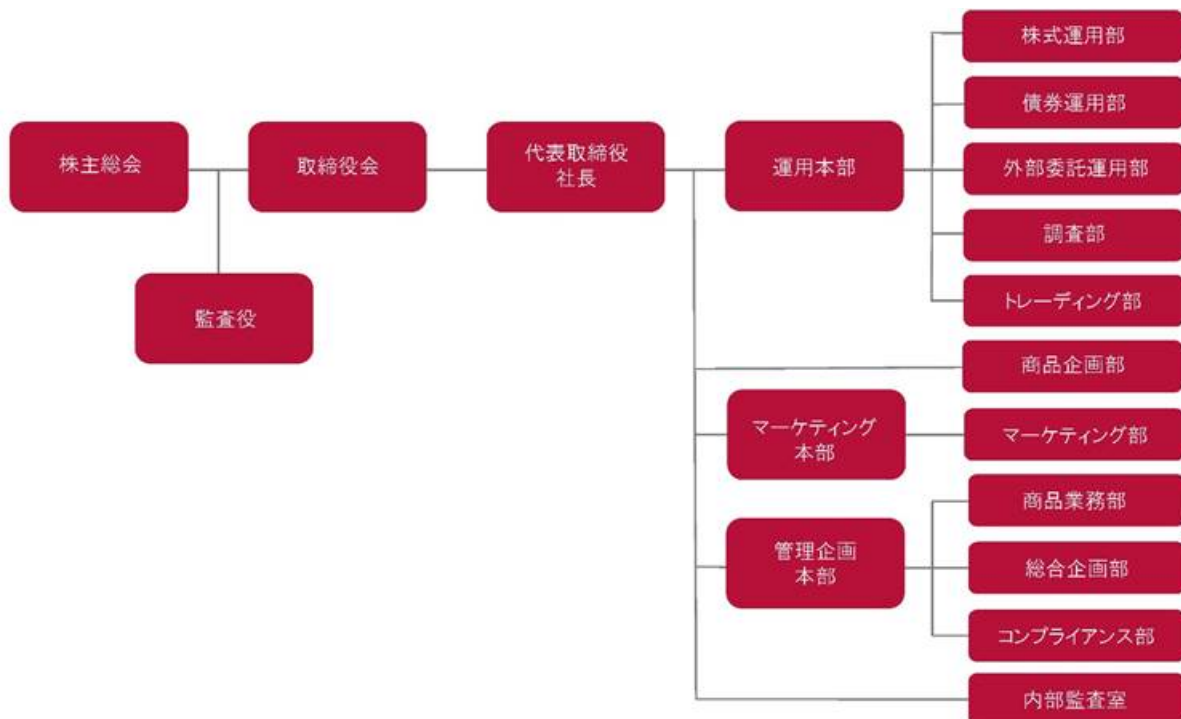 株主総会
取締役会
代表取締役
社長
監査役
運用本部
株式運用部
債券運用部
外部委託運用部
調査部
トレーディング部
商品企画部
マーケティング
本部
マーケティング部
管理企画
本部
商品業務部
総合企画部
コンプライアンス部
内部監査室